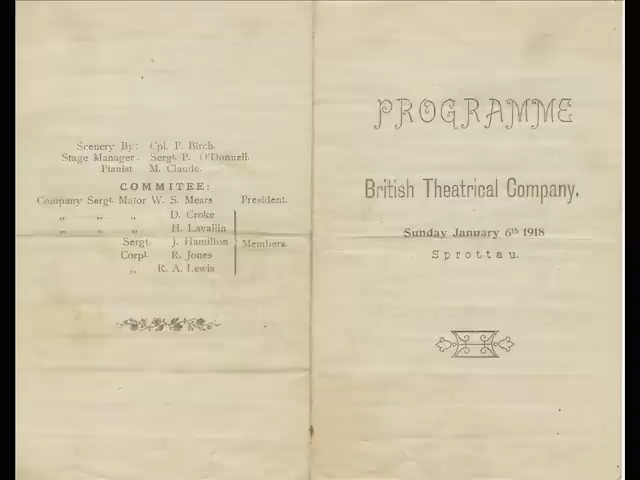 Scenery By: Cpl. P. Birch.
Stage Manager. Sergt. P. O'Donnell.
Pianist M. Claude.
COMMITEE:
Company Sergt. Major W. S. Mears President.
„ „ „ D. Croke
„ „ „ H. Lavallin
Sergt. J. Hamilton Members.
Corpl. R. Jones
„ R. A. Lewis
PROGRAMME
British Theatrical Company.
Sunday January 6th 1918
Sprottau.